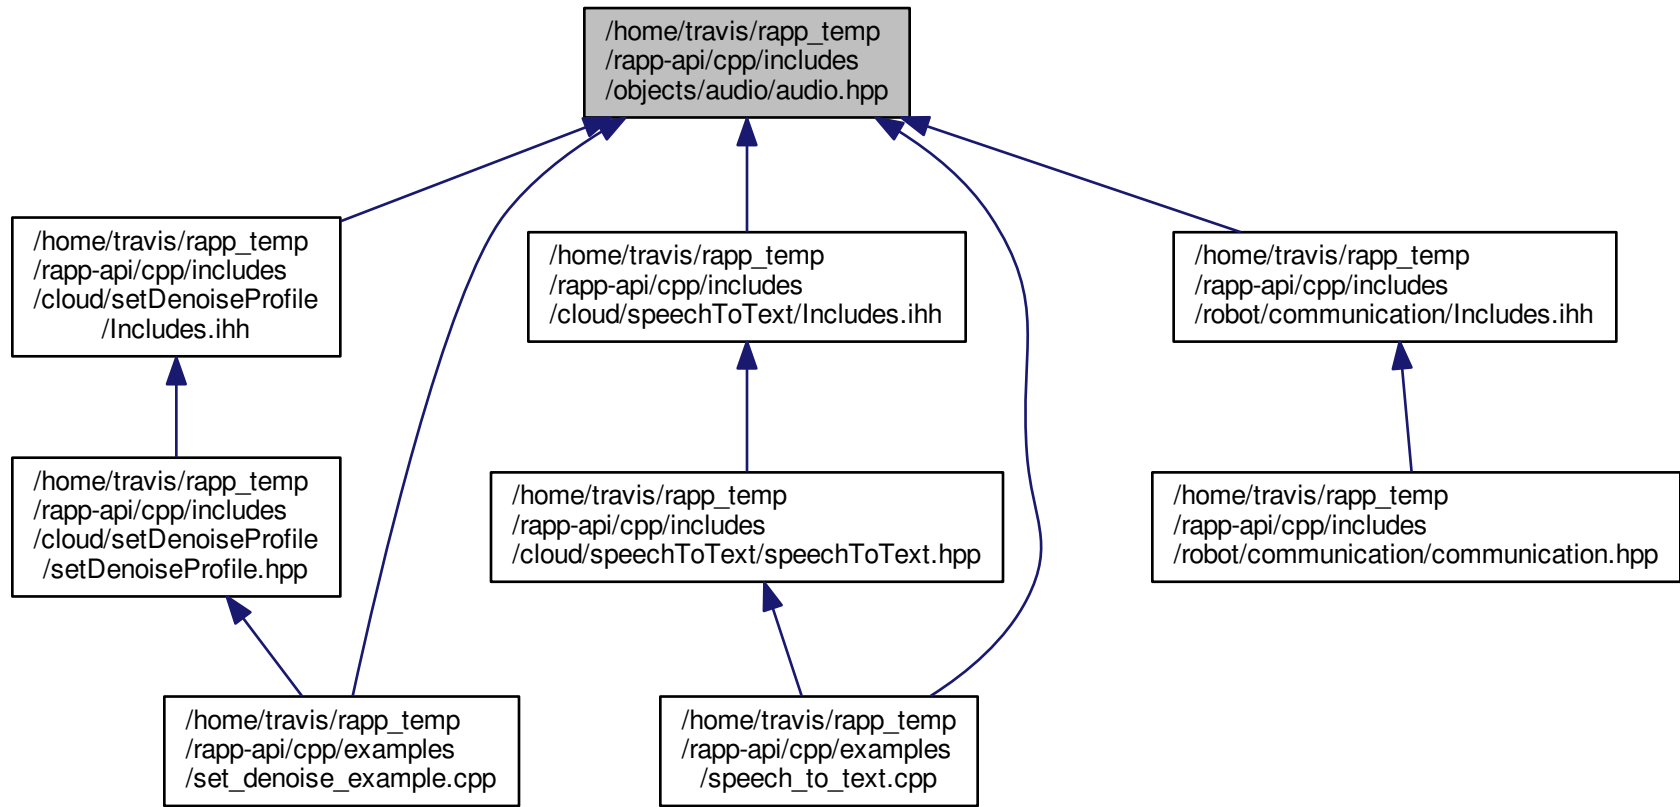 /home/travis/rapp_temp
/rapp-api/cpp/includes
/objects/audio/audio.hpp
/home/travis/rapp_temp
/rapp-api/cpp/includes
/cloud/setDenoiseProfile
/Includes.ihh
/home/travis/rapp_temp
/rapp-api/cpp/includes
/cloud/speechToText/Includes.ihh
/home/travis/rapp_temp
/rapp-api/cpp/includes
/robot/communication/Includes.ihh
/home/travis/rapp_temp
/rapp-api/cpp/includes
/cloud/setDenoiseProfile
/setDenoiseProfile.hpp
/home/travis/rapp_temp
/rapp-api/cpp/includes
/cloud/speechToText/speechToText.hpp
/home/travis/rapp_temp
/rapp-api/cpp/includes
/robot/communication/communication.hpp
/home/travis/rapp_temp
/rapp-api/cpp/examples
/set_denoise_example.cpp
/home/travis/rapp_temp
/rapp-api/cpp/examples
/speech_to_text.cpp